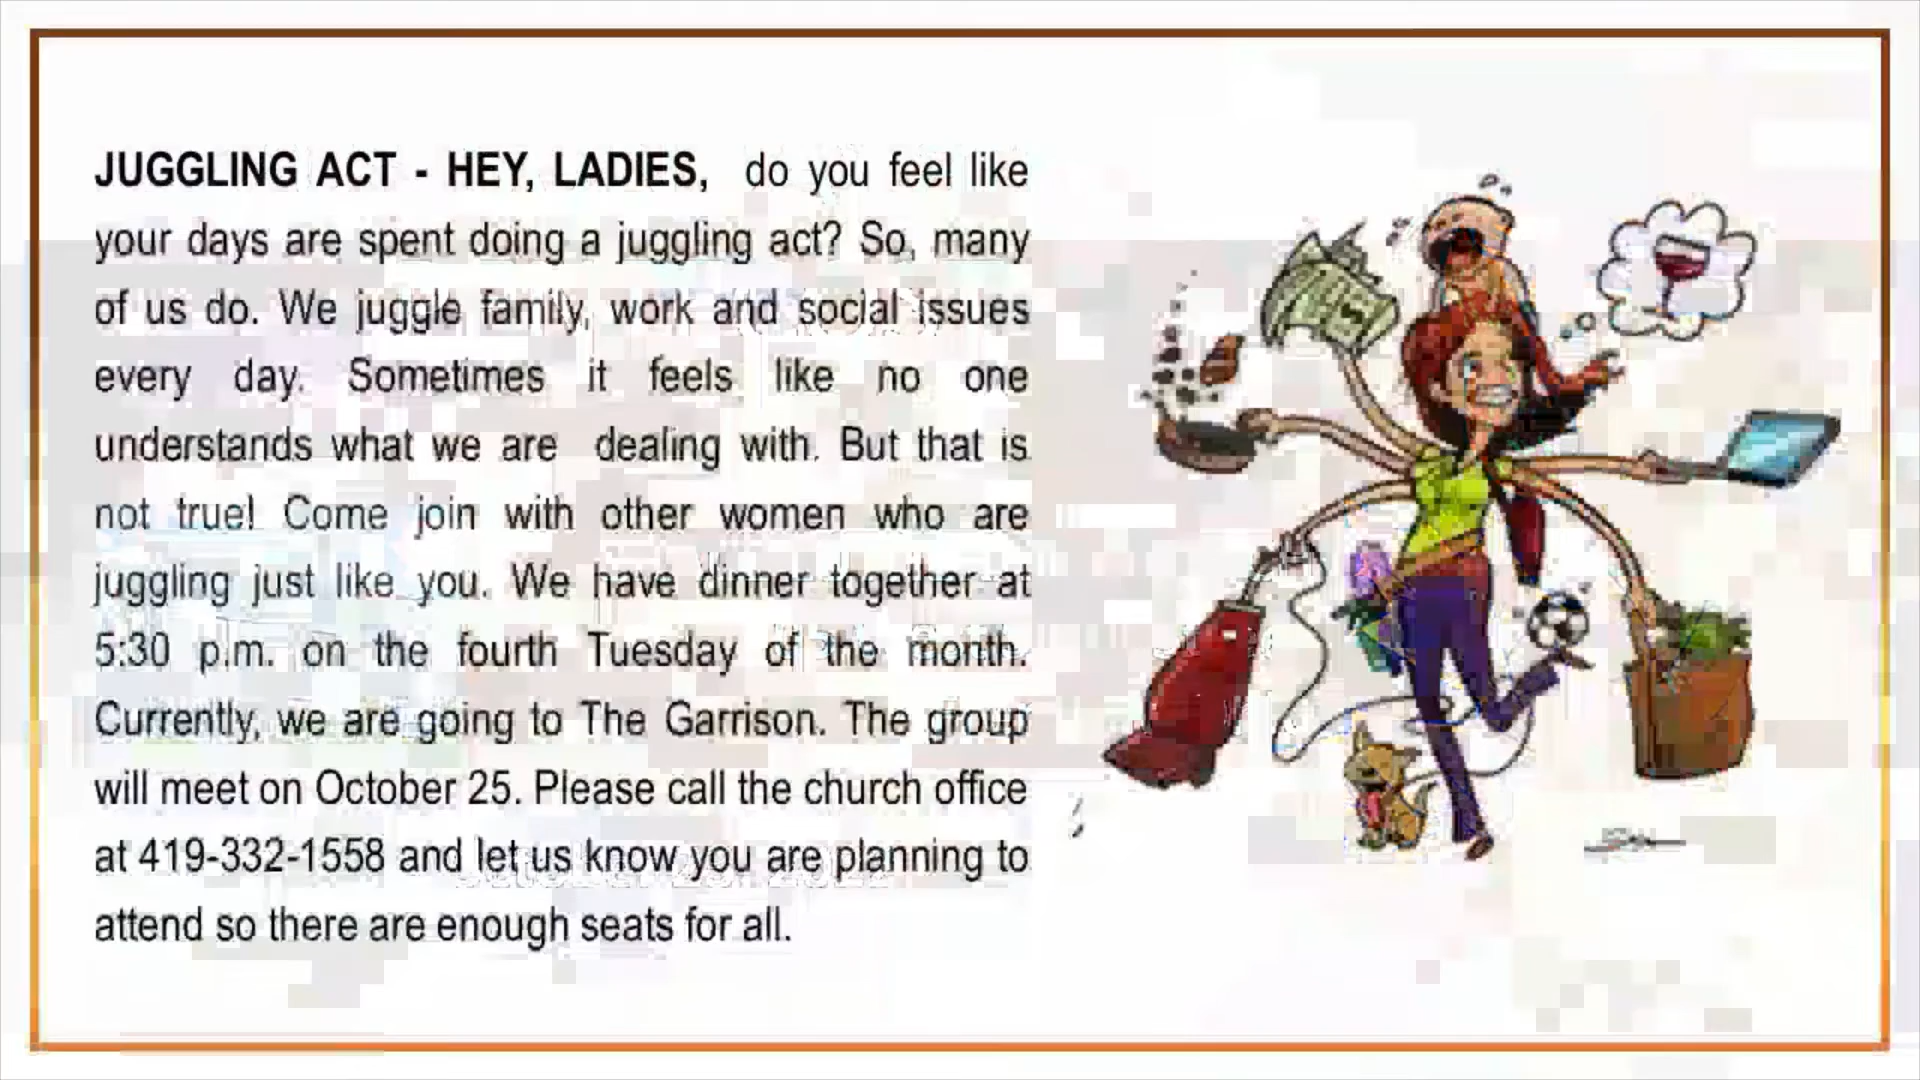 JUGGLING ACT - HEY, LADIES, do you feel like
your days are spent doing a juggling act? So, many
of us do. We juggle family, work and social issues
every day. Sometimes it feels like no one
understands what we are dealing with. But that is
not true! Come join with other women who are
juggling just like you. We have dinner together at
5:30 p.m. on the fourth Tuesday of the month.
Currently, we are going to The Garrison. The group
will meet on October 25. Please call the church office
at 419-332-1558 and let us know you are planning to
attend so there are enough seats for all.